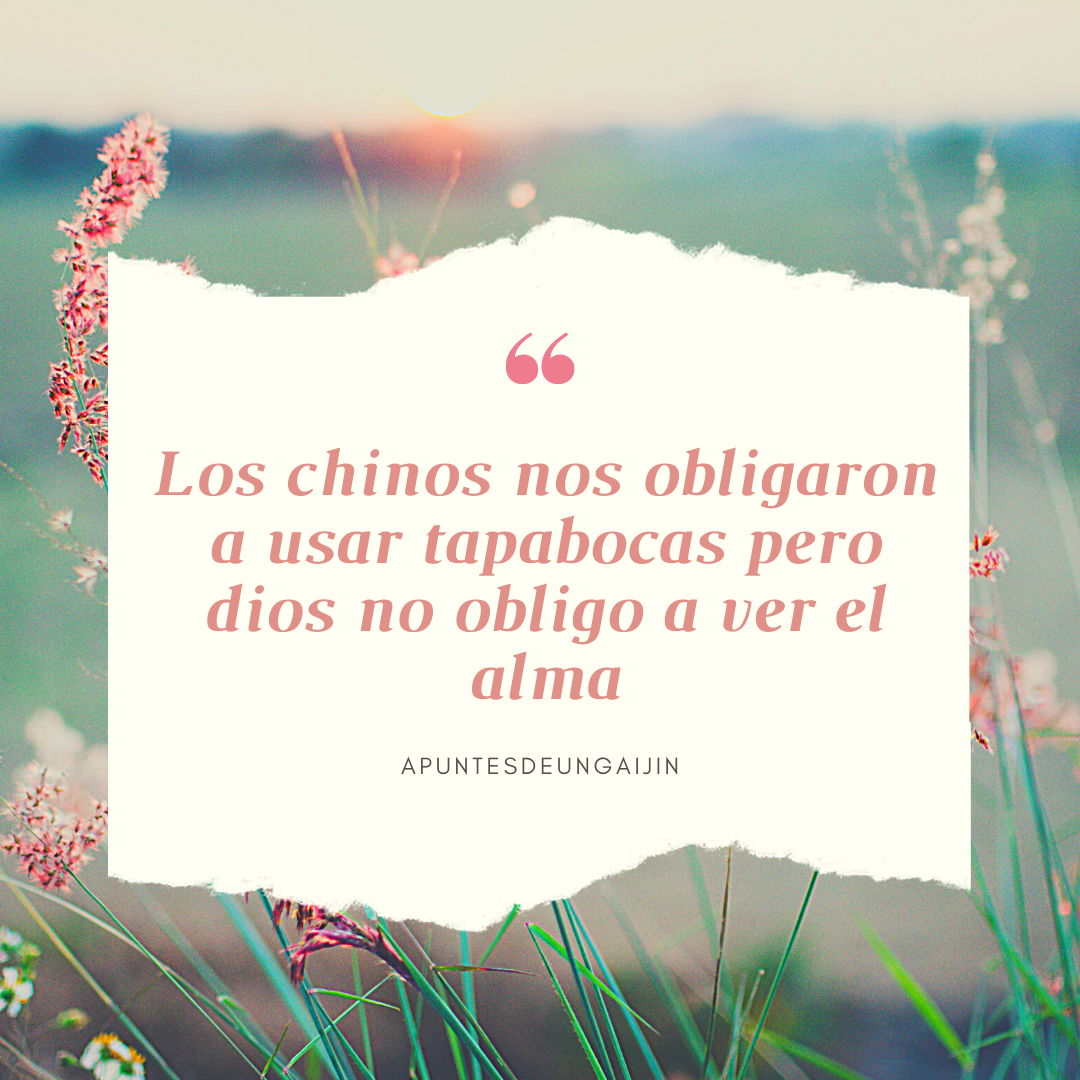 “
Los chinos nos obligaron
a usar tapabocas pero
dios no obligo a ver el
alma
APUNTESDEUNGAIJIN